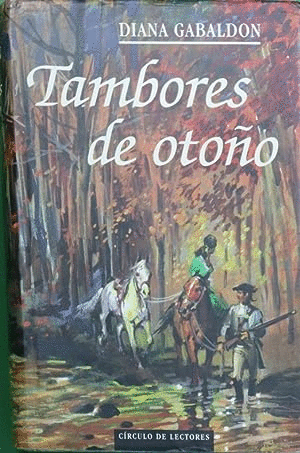 DIANA GABALDON
Tambores
de otoño
CÍRCULO DE LECTORES